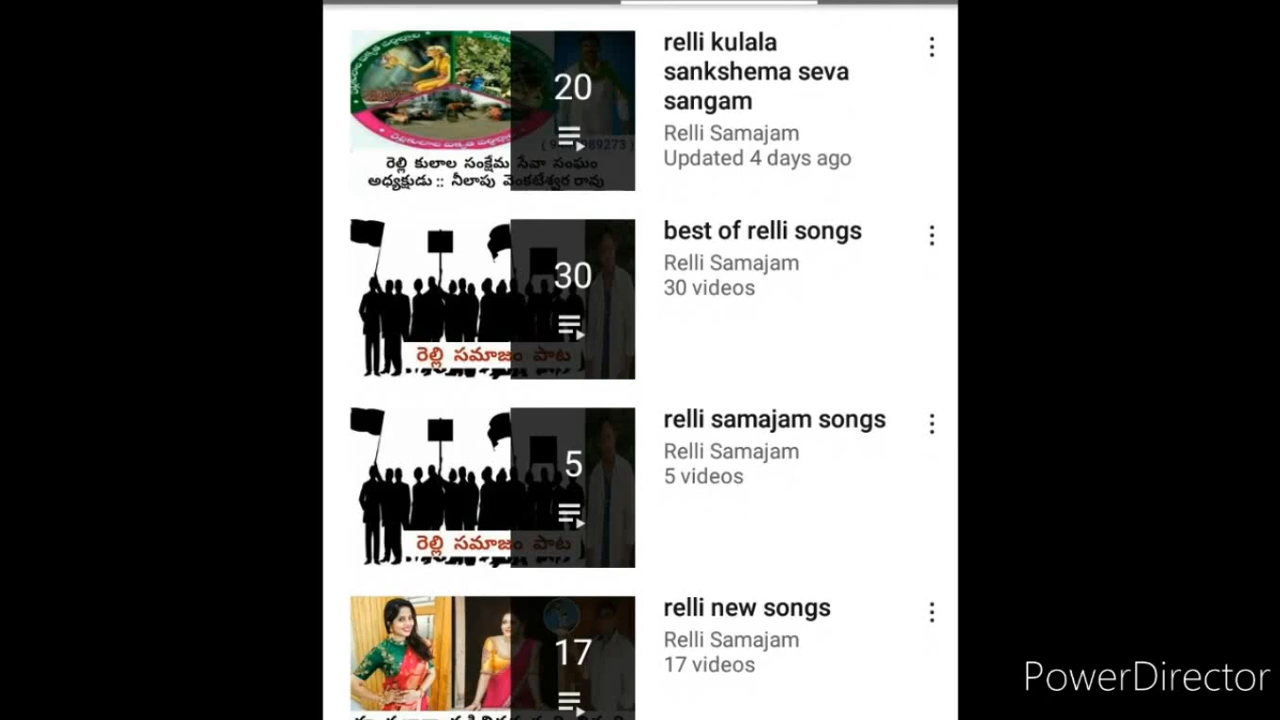 relli kulala
sankshema seva
sangam
Relli Samajam
Updated 4 days ago
20
రెల్లి కులాల సంక్షేమ సేవా సంఘం
అధ్యక్షుడు :: నీలాపు వెంకటేశ్వర రావు
best of relli songs
Relli Samajam
30 videos
30
రెల్లి సమాజం పాట
relli samajam songs
Relli Samajam
5 videos
5
రెల్లి సమాజం పాట
relli new songs
Relli Samajam
17 videos
17
PowerDirector